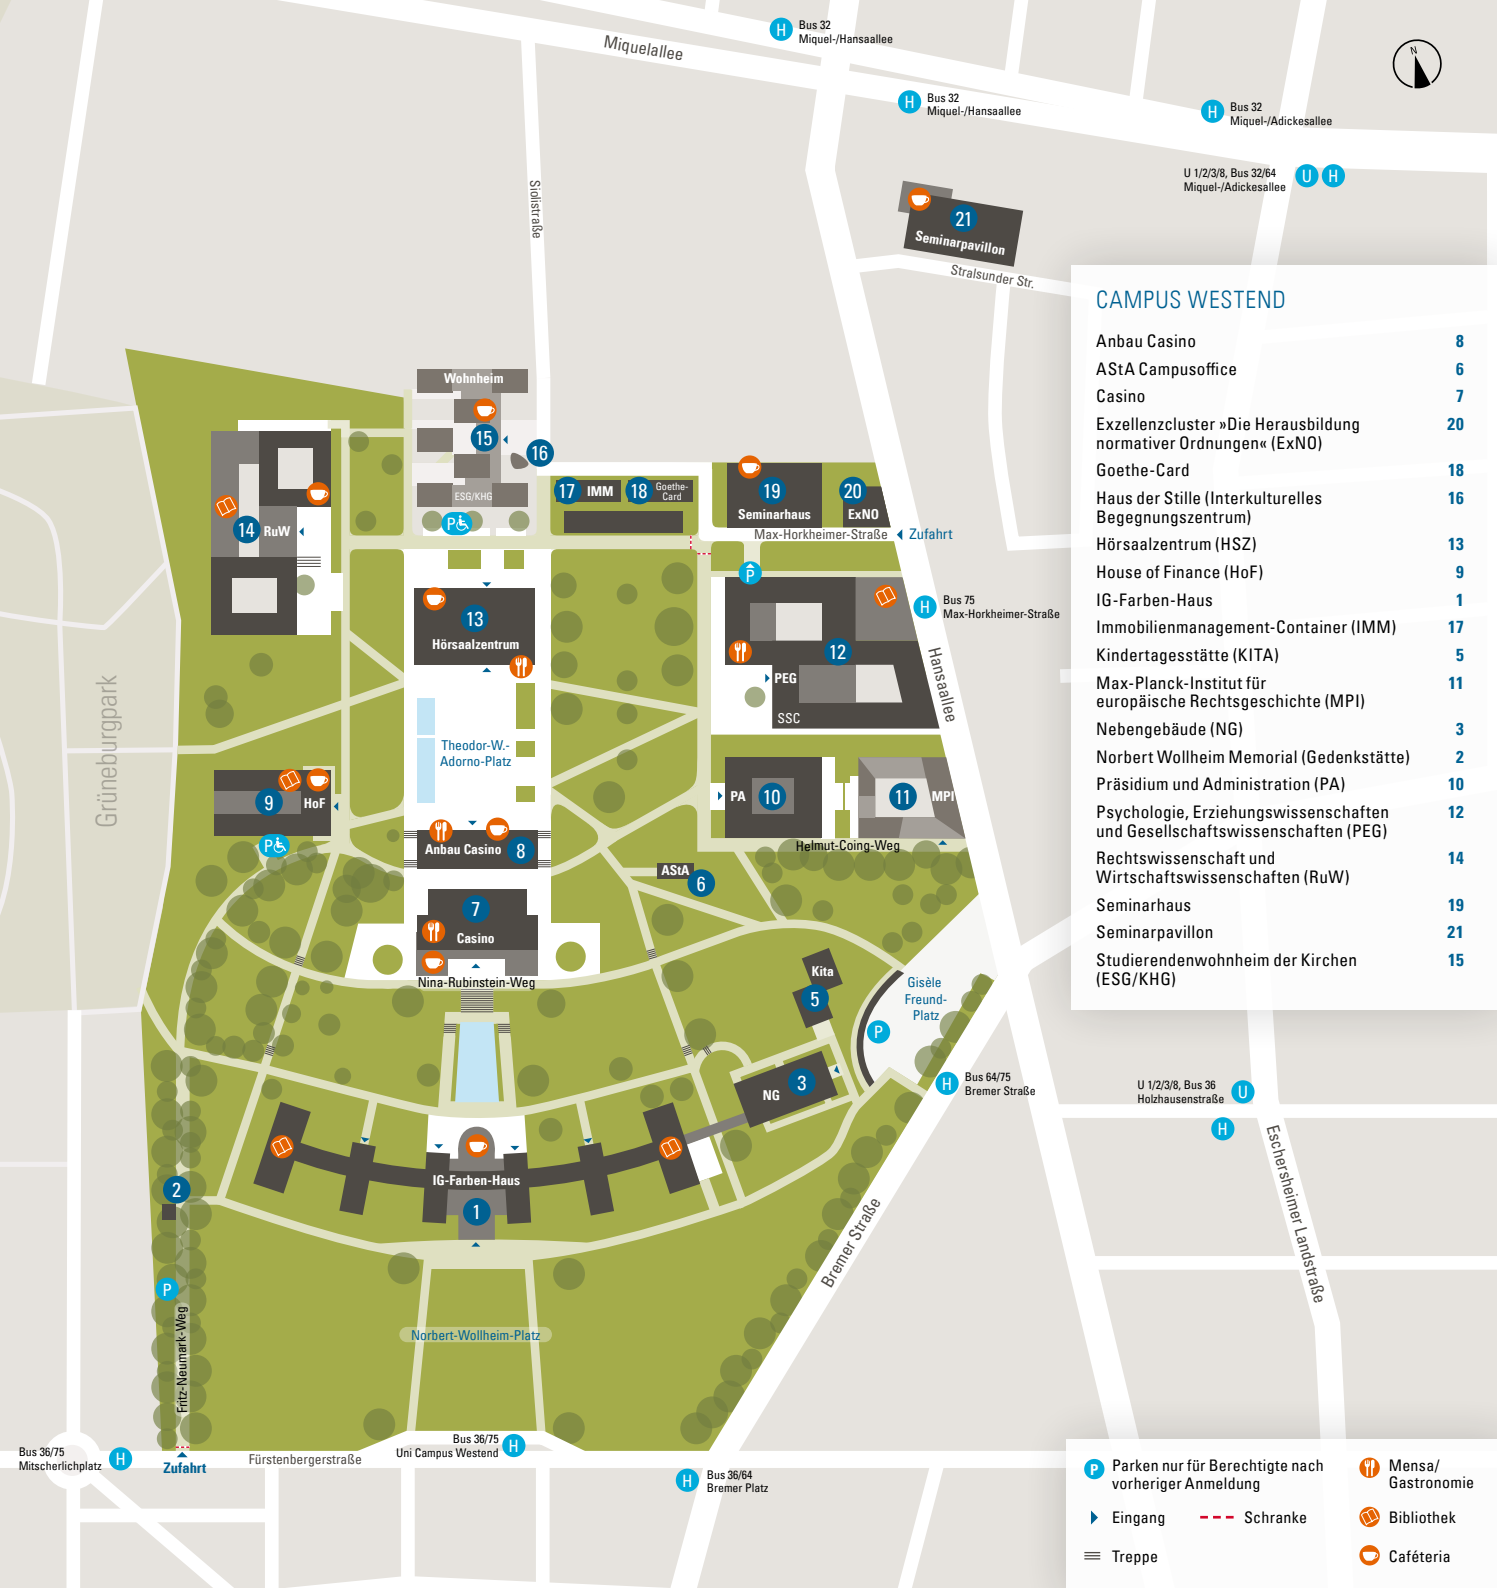 Bus 32
Miquel-/Hansaallee
Miquelallee
N
Bus 32
Miquel-/Hansaallee
Bus 32
Miquel-/Adickesallee
U 1/2/3/8, Bus 32/64
Miquel-/Adickesallee
U
H
H
H
H
Siolistraße
21
Seminarpavillon
Stralsunder Str.
CAMPUS WESTEND
Anbau Casino 8
AStA Campusoffice 6
Casino 7
Exzellenzcluster »Die Herausbildung 20
normativer Ordnungen« (ExNO)
Goethe-Card 18
Haus der Stille (Interkulturelles 16
Begegnungszentrum)
Hörsaalzentrum (HSZ) 13
House of Finance (HoF) 9
IG-Farben-Haus 1
Immobilienmanagement-Container (IMM) 17
Kindertagesstätte (KITA) 5
Max-Planck-Institut für 11
europäische Rechtsgeschichte (MPI)
Nebengebäude (NG) 3
Norbert Wollheim Memorial (Gedenkstätte) 2
Präsidium und Administration (PA) 10
Psychologie, Erziehungswissenschaften 12
und Gesellschaftswissenschaften (PEG)
Rechtswissenschaft und 14
Wirtschaftswissenschaften (RuW)
Seminarhaus 19
Seminarpavillon 21
Studierendenwohnheim der Kirchen 15
(ESG/KHG)
Wohnheim
15
16
ESG/KHG
P
14
RuW
17
IMM
18
Goethe-
Card
19
Seminarhaus
20
ExNO
Max-Horkheimer-Straße
Zufahrt
P
H
Bus 75
Max-Horkheimer-Straße
13
Hörsaalzentrum
12
PEG
SSC
Hansaallee
Grüneburgpark
Theodor-W.-
Adorno-Platz
9
HoF
P
PA
10
11
MPI
Helmut-Coing-Weg
Anbau Casino
8
AStA
6
7
Casino
Nina-Rubinstein-Weg
Kita
5
Gisèle
Freund-
Platz
P
3
NG
H
Bus 64/75
Bremer Straße
U 1/2/3/8, Bus 36
Holzhausenstraße
U
H
Eschersheimer Landstraße
IG-Farben-Haus
1
2
Bremer Straße
P
Fritz-Neumark-Weg
Norbert-Wollheim-Platz
Bus 36/75
Mitscherlichplatz
H
Zufahrt
Fürstenbergerstraße
Bus 36/75
Uni Campus Westend
H
H
Bus 36/64
Bremer Platz
P
Parken nur für Berechtigte nach
vorheriger Anmeldung
Eingang
Schranke
Treppe
Mensa/
Gastronomie
Bibliothek
Caféteria